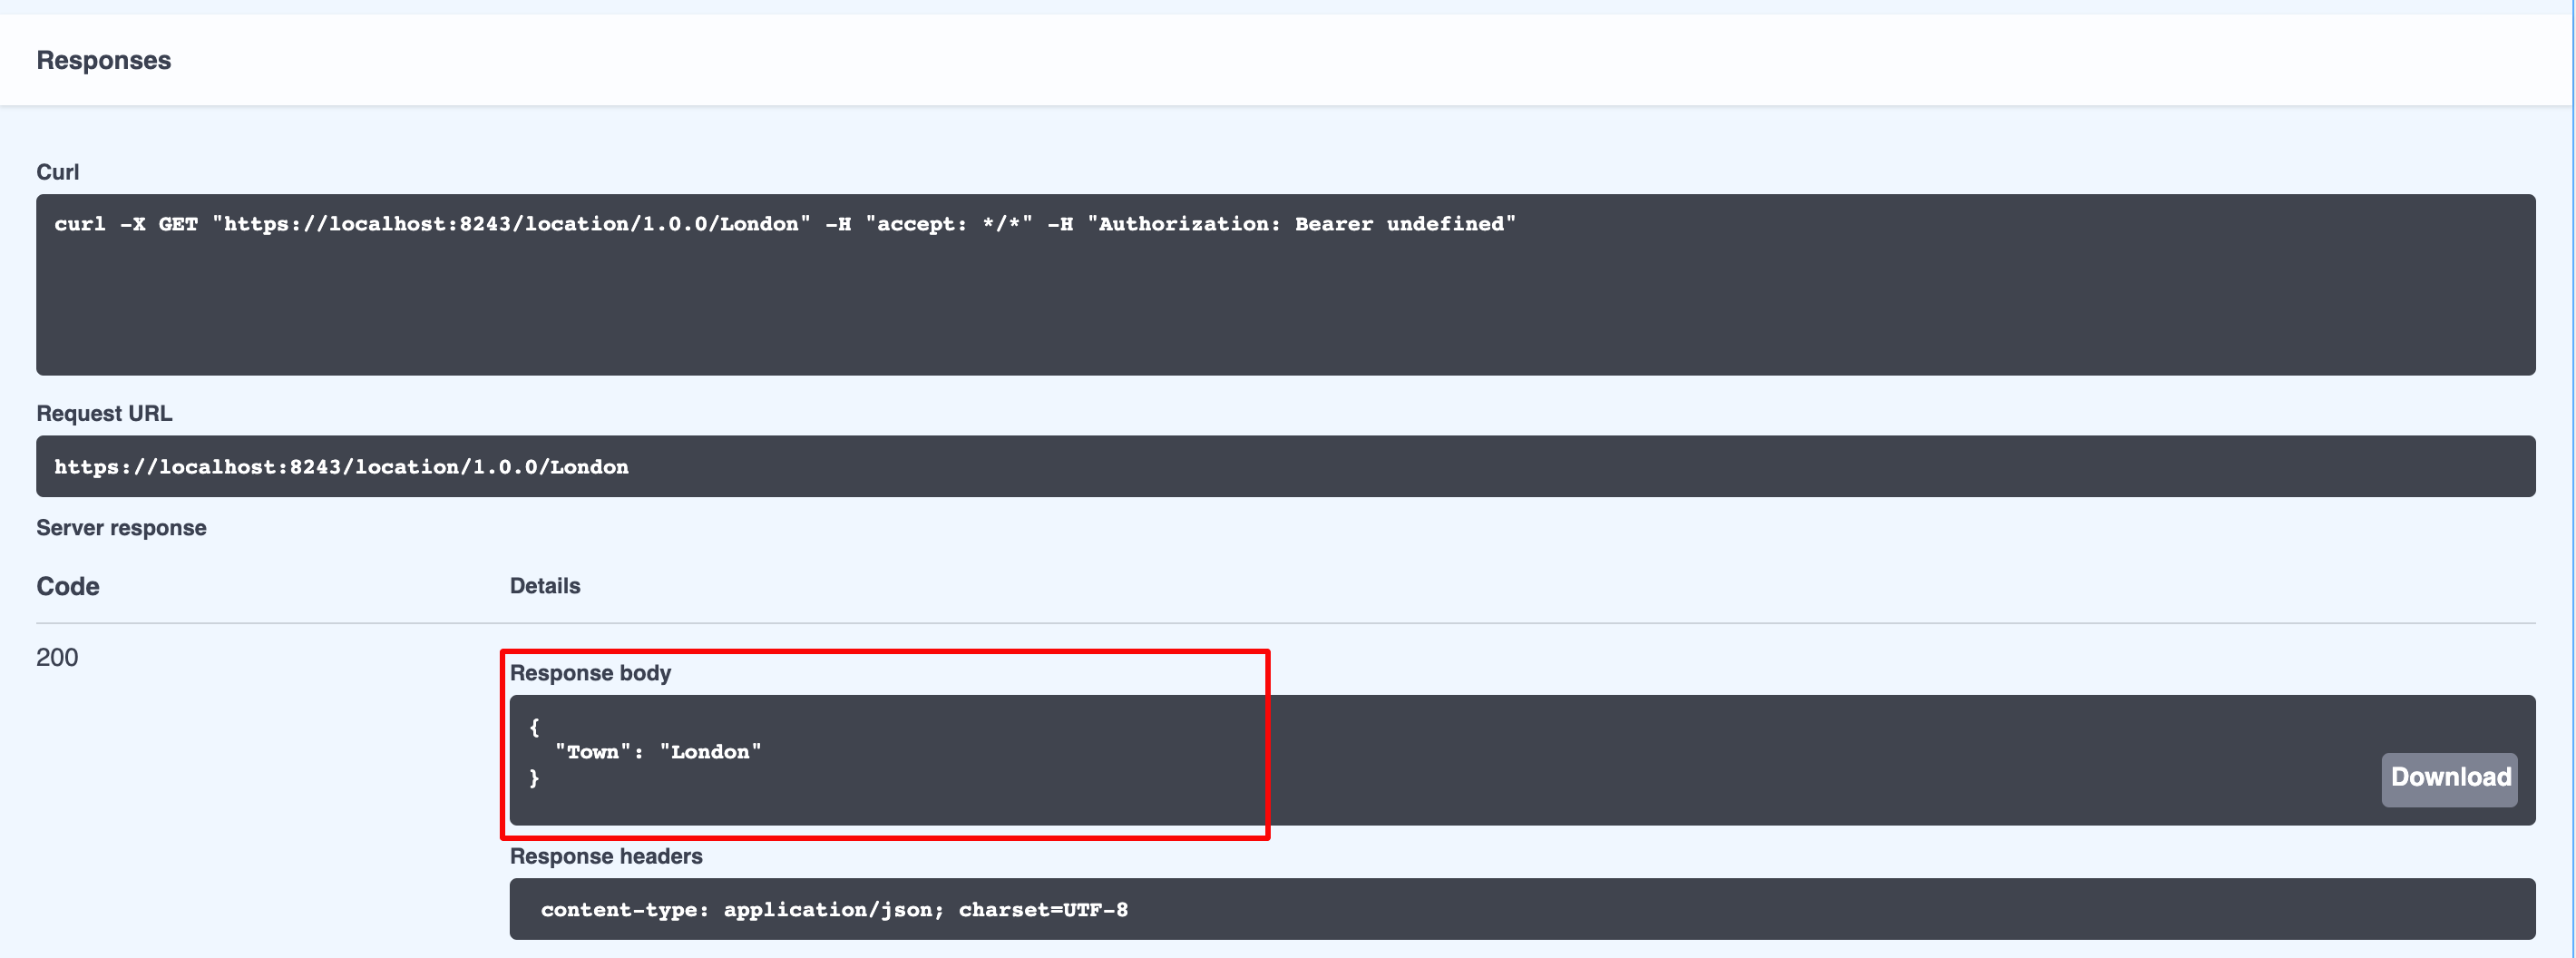 Responses
Curl
curl -X GET "https://localhost:8243/location/1.0.0/London" -H "accept: */*" -H "Authorization: Bearer undefined"
Request URL
https://localhost:8243/location/1.0.0/London
Server response
Code Details
200
Response body
{
"Town": "London"
}
Download
Response headers
content-type: application/json; charset=UTF-8